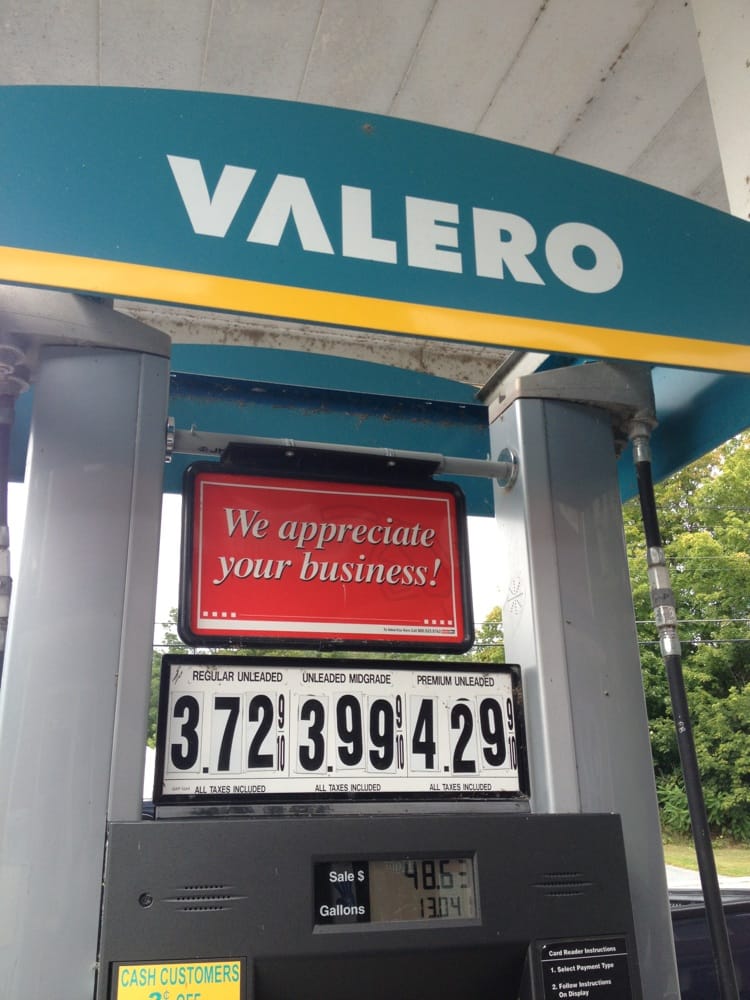 VALERO
We appreciate
your business!
REGULAR UNLEADED UNLEADED MIDGRADE PREMIUM UNLEADED
3.72 9/10 3.99 9/10 4.29 9/10
ALL TAXES INCLUDED ALL TAXES INCLUDED ALL TAXES INCLUDED
Sale $ 48.63
Gallons 13.041
CASH CUSTOMERS
Card Reader Instructions
1. Select Payment Type
2. Follow Instructions
On Display